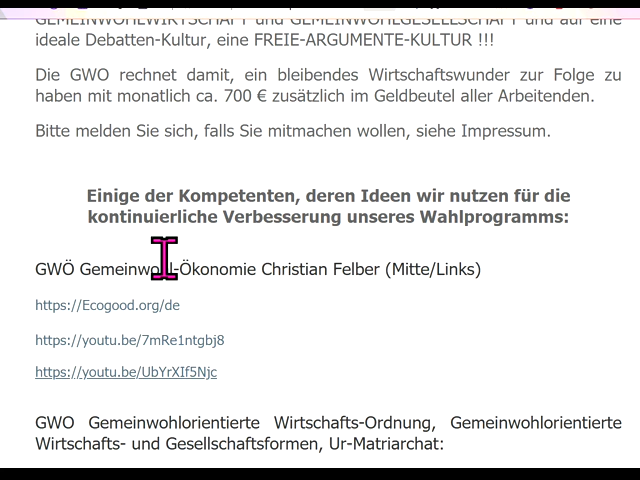 GEMEINWOHLWIRTSCHAFT und GEMEINWOHLGESELLSCHAFT und auf eine
ideale Debatten-Kultur, eine FREIE-ARGUMENTE-KULTUR !!!
Die GWO rechnet damit, ein bleibendes Wirtschaftswunder zur Folge zu
haben mit monatlich ca. 700 € zusätzlich im Geldbeutel aller Arbeitenden.
Bitte melden Sie sich, falls Sie mitmachen wollen, siehe Impressum.
Einige der Kompetenten, deren Ideen wir nutzen für die
kontinuierliche Verbesserung unseres Wahlprogramms:
GWÖ Gemeinwohl-Ökonomie Christian Felber (Mitte/Links)
https://Ecogood.org/de
https://youtu.be/7mRe1ntgbj8
https://youtu.be/UbYrXIf5Njc
GWO Gemeinwohlorientierte Wirtschafts-Ordnung, Gemeinwohlorientierte
Wirtschafts- und Gesellschaftsformen, Ur-Matriarchat: